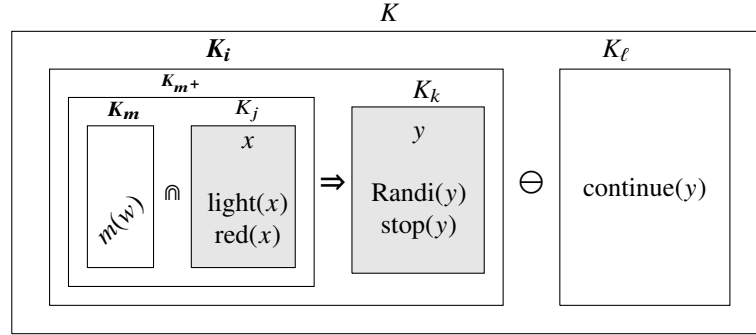 K
K_i K_ℓ
K_{m+}
K_m K_j K_k
x y
m(w) ⋒ light(x) ⇒ Randi(y) ⊖ continue(y)
red(x) stop(y)